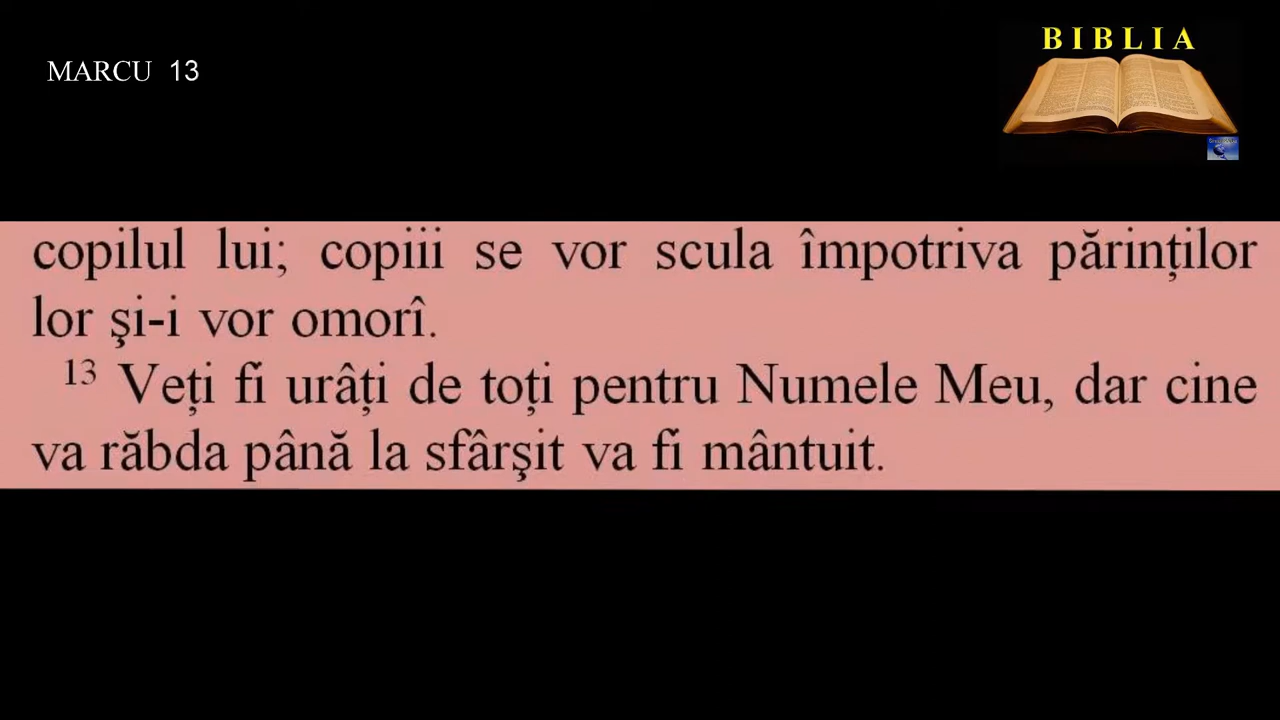 BIBLIA
MARCU 13
copilul lui; copiii se vor scula împotriva părinților
lor şi-i vor omorî.
13 Veți fi urâți de toți pentru Numele Meu, dar cine
va răbda până la sfârşit va fi mântuit.